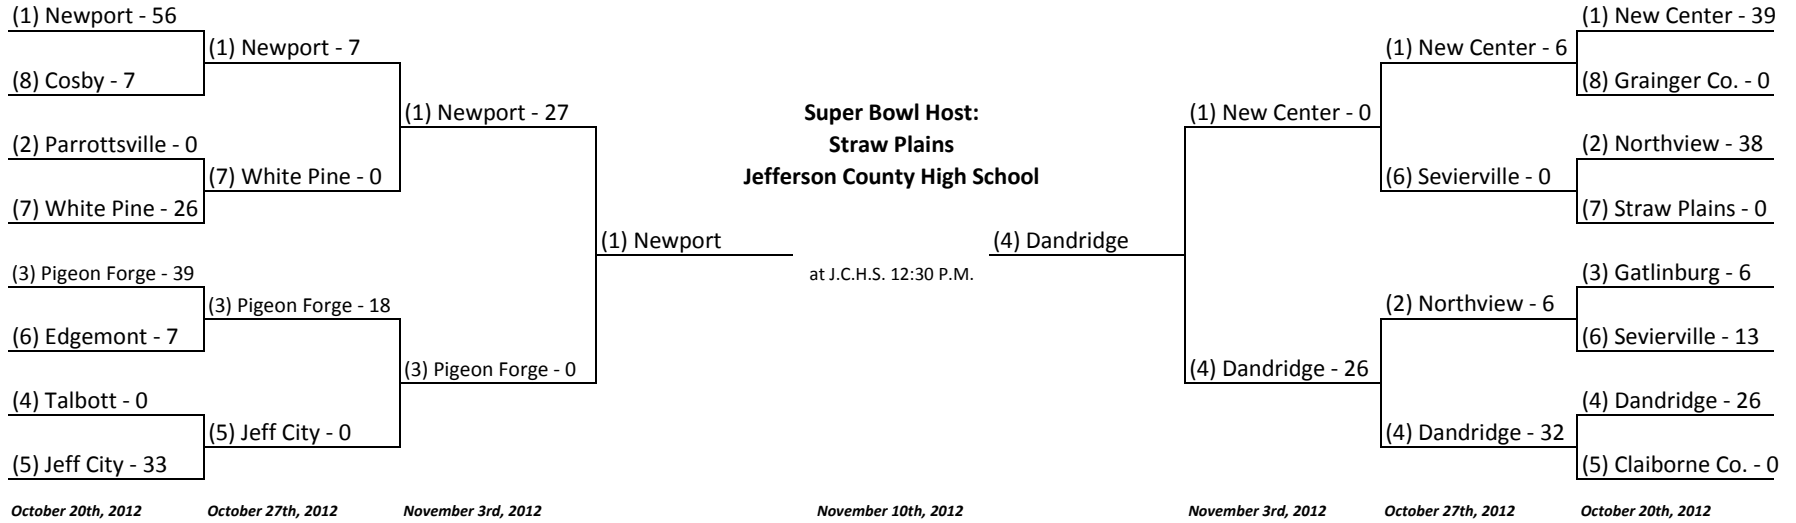 (1) Newport - 56
(8) Cosby - 7
(2) Parrottsville - 0
(7) White Pine - 26
(3) Pigeon Forge - 39
(6) Edgemont - 7
(4) Talbott - 0
(5) Jeff City - 33
October 20th, 2012
(1) Newport - 7
(7) White Pine - 0
(3) Pigeon Forge - 18
(5) Jeff City - 0
October 27th, 2012
(1) Newport - 27
(3) Pigeon Forge - 0
November 3rd, 2012
(1) Newport
Super Bowl Host:
Straw Plains
Jefferson County High School
at J.C.H.S. 12:30 P.M.
November 10th, 2012
(4) Dandridge
(1) New Center - 0
(4) Dandridge - 26
November 3rd, 2012
(1) New Center - 6
(6) Sevierville - 0
(2) Northview - 6
(4) Dandridge - 32
October 27th, 2012
(1) New Center - 39
(8) Grainger Co. - 0
(2) Northview - 38
(7) Straw Plains - 0
(3) Gatlinburg - 6
(6) Sevierville - 13
(4) Dandridge - 26
(5) Claiborne Co. - 0
October 20th, 2012